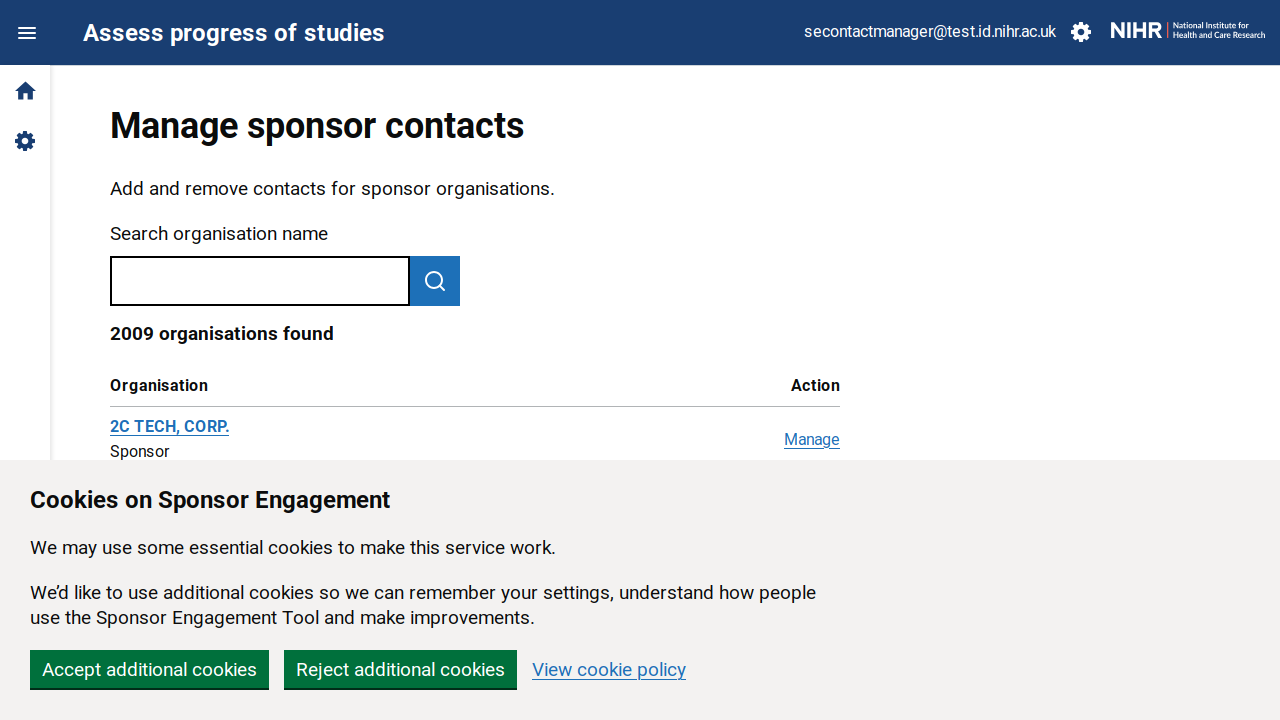 Assess progress of studies
secontactmanager@test.id.nihr.ac.uk
NIHR National Institute for
Health and Care Research
Manage sponsor contacts
Add and remove contacts for sponsor organisations.
Search organisation name
2009 organisations found
Organisation Action
2C TECH, CORP.
Sponsor
Manage
Cookies on Sponsor Engagement
We may use some essential cookies to make this service work.
We’d like to use additional cookies so we can remember your settings, understand how people
use the Sponsor Engagement Tool and make improvements.
Accept additional cookies Reject additional cookies View cookie policy